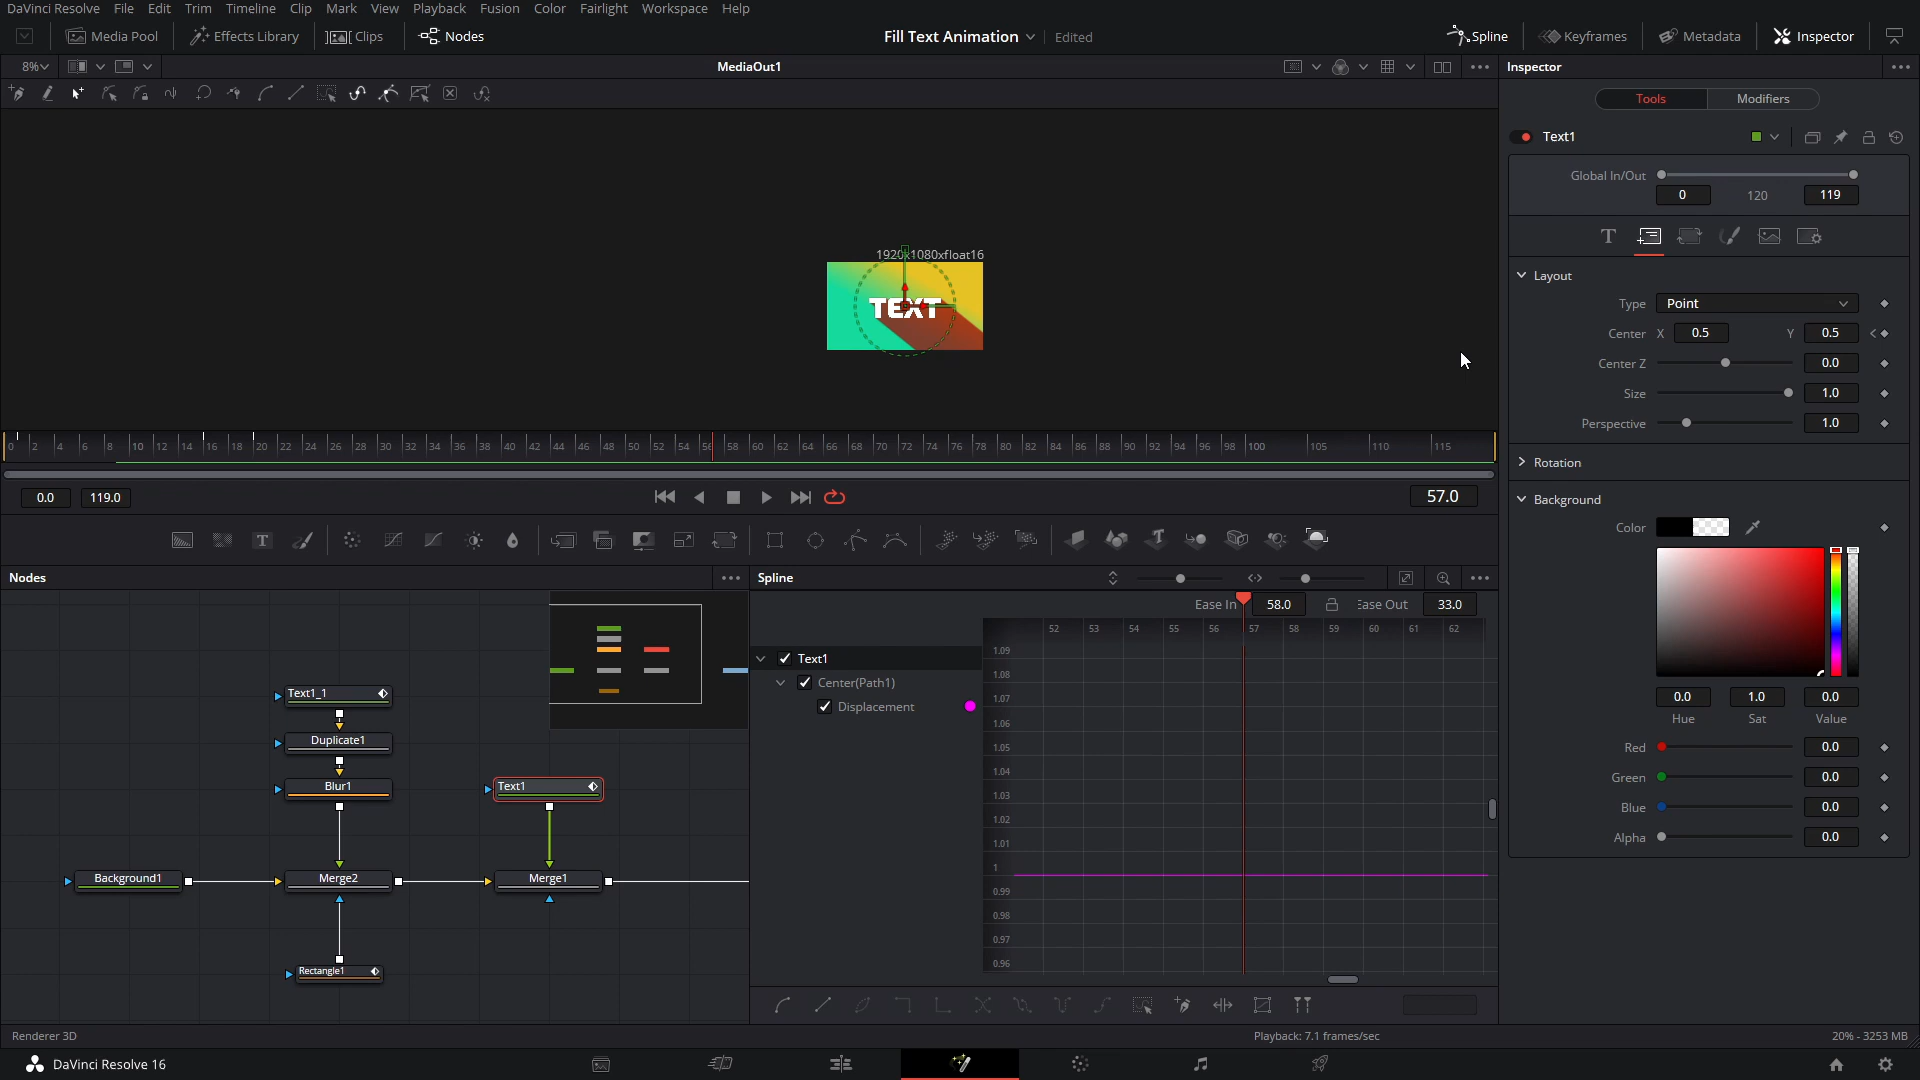 DaVinci Resolve File Edit Trim Timeline Clip Mark View Playback Fusion Color Fairlight Workspace Help
Media Pool Effects Library Clips Nodes Fill Text Animation Edited Spline Keyframes Metadata Inspector
8% MediaOut1 Inspector
Tools Modifiers
Text1
Global In/Out
0 120 119
1920x1080xfloat16
TEXT
Layout
Type Point
Center X 0.5 Y 0.5
Center Z 0.0
Size 1.0
Perspective 1.0
0 2 4 6 8 10 12 14 16 18 20 22 24 26 28 30 32 34 36 38 40 42 44 46 48 50 52 54 56 58 60 62 64 66 68 70 72 74 76 78 80 82 84 86 88 90 92 94 96 98 100 105 110 115
Rotation
0.0 119.0 57.0
Background
Color
Nodes Spline
Ease In 58.0 Ease Out 33.0
52 53 54 55 56 57 58 59 60 61 62
1.09
Text1
1.08
Center(Path1)
1.07
Displacement
1.06
1.05
1.04
1.03
1.02
1.01
1
0.99
0.98
0.97
0.96
Text1_1
Duplicate1
Blur1 Text1
Background1 Merge2 Merge1
Rectangle1
0.0 1.0 0.0
Hue Sat Value
Red 0.0
Green 0.0
Blue 0.0
Alpha 0.0
Renderer 3D Playback: 7.1 frames/sec 20% - 3253 MB
DaVinci Resolve 16